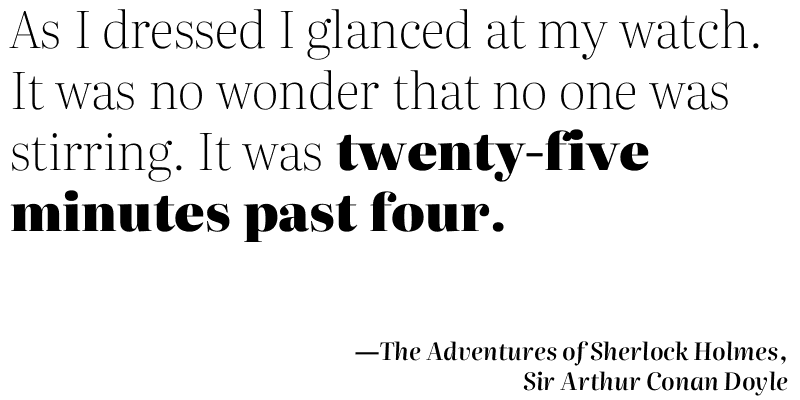 As I dressed I glanced at my watch.
It was no wonder that no one was
stirring. It was twenty-five
minutes past four.
—The Adventures of Sherlock Holmes,
Sir Arthur Conan Doyle